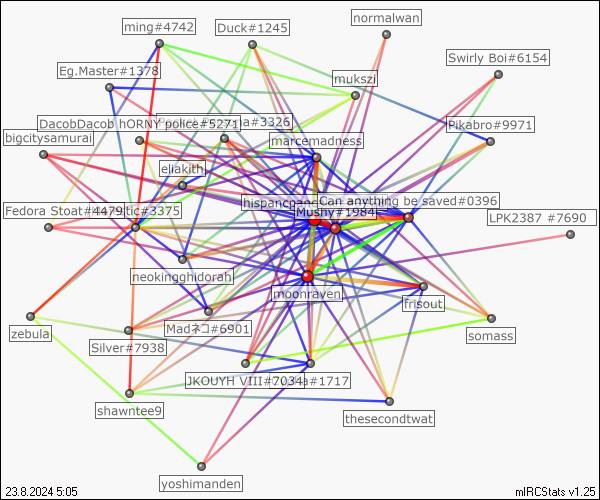 ming#4742
Duck#1245
normalwan
Swirly Boi#6154
Eg.Master#1378
mukszi
DacobDacob hORNY police#5271
a#3326
Pikabro#9971
bigcitysamurai
marcemadness
eliakith
hispancpanc
Can anything be saved#0396
Mushy#1984
LPK2387 #7690
Fedora Stoat#4479
tic#3375
neokingghidorah
moonraven
frisout
zebula
Madネコ#6901
somass
Silver#7938
JKOUYH VIII#7034
a#1717
shawntee9
thesecondtwat
yoshimanden
23.8.2024 5:05
mIRCStats v1.25